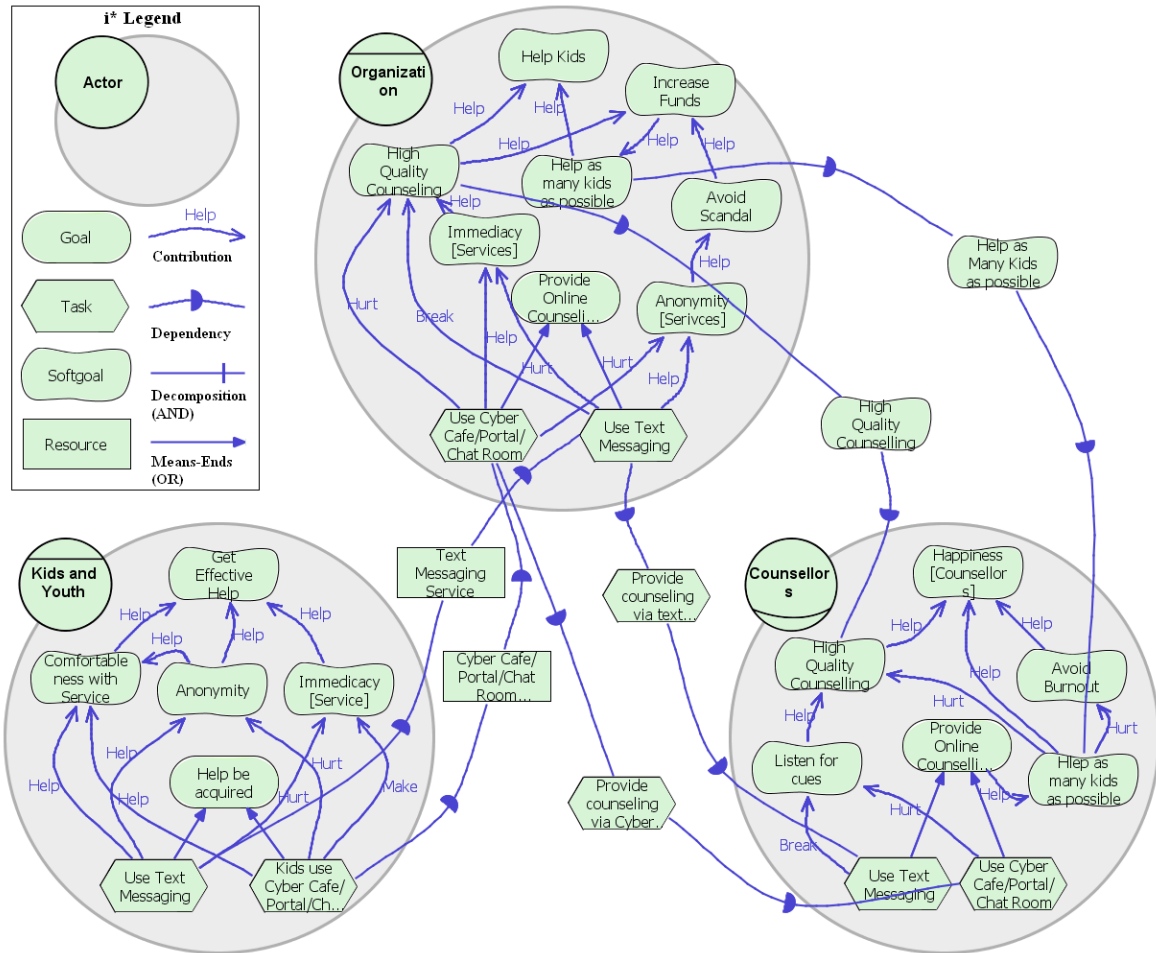 i* Legend
Actor
Goal
Help
Contribution
Task
Dependency
Softgoal
Decomposition
(AND)
Resource
Means-Ends
(OR)
Organizati
on
Help Kids
Increase
Funds
Help
Help
Help
Help
Help
High
Quality
Counseling
Help as
many kids
as possible
Avoid
Scandal
Help
Immediacy
[Services]
Help
Provide
Online
Counseli...
Anonymity
[Serivces]
Hurt
Break
Help
Hurt
Hurt
Help
Use Cyber
Cafe/Portal/
Chat Room
Use Text
Messaging
Help as
Many Kids
as possible
High
Quality
Counselling
Text
Messaging
Service
Provide
counseling
via text...
Cyber Cafe/
Portal/Chat
Room...
Provide
counseling
via Cyber.
Kids and
Youth
Get
Effective
Help
Help
Help
Help
Help
Comfortable
ness with
Service
Anonymity
Immedicacy
[Service]
Help
Help
Help
Hurt
Hurt
Make
Help be
acquired
Use Text
Messaging
Kids use
Cyber Cafe/
Portal/Ch...
Counsellor
s
Happiness
[Counsellor
s]
Help
Help
Help
High
Quality
Counselling
Avoid
Burnout
Hurt
Hurt
Help
Listen for
cues
Provide
Online
Counselli...
Help
Hlep as
many kids
as possible
Hurt
Break
Use Text
Messaging
Use Cyber
Cafe/Portal/
Chat Room